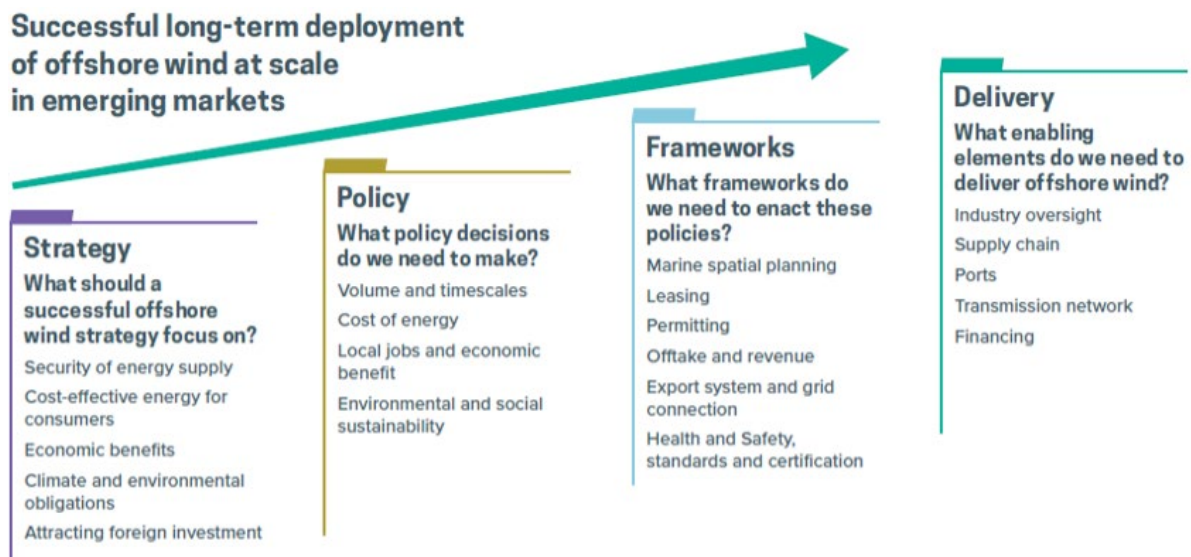 Successful long-term deployment
of offshore wind at scale
in emerging markets
Strategy
What should a
successful offshore
wind strategy focus on?
Security of energy supply
Cost-effective energy for
consumers
Economic benefits
Climate and environmental
obligations
Attracting foreign investment
Policy
What policy decisions
do we need to make?
Volume and timescales
Cost of energy
Local jobs and economic
benefit
Environmental and social
sustainability
Frameworks
What frameworks do
we need to enact these
policies?
Marine spatial planning
Leasing
Permitting
Offtake and revenue
Export system and grid
connection
Health and Safety,
standards and certification
Delivery
What enabling
elements do we need to
deliver offshore wind?
Industry oversight
Supply chain
Ports
Transmission network
Financing